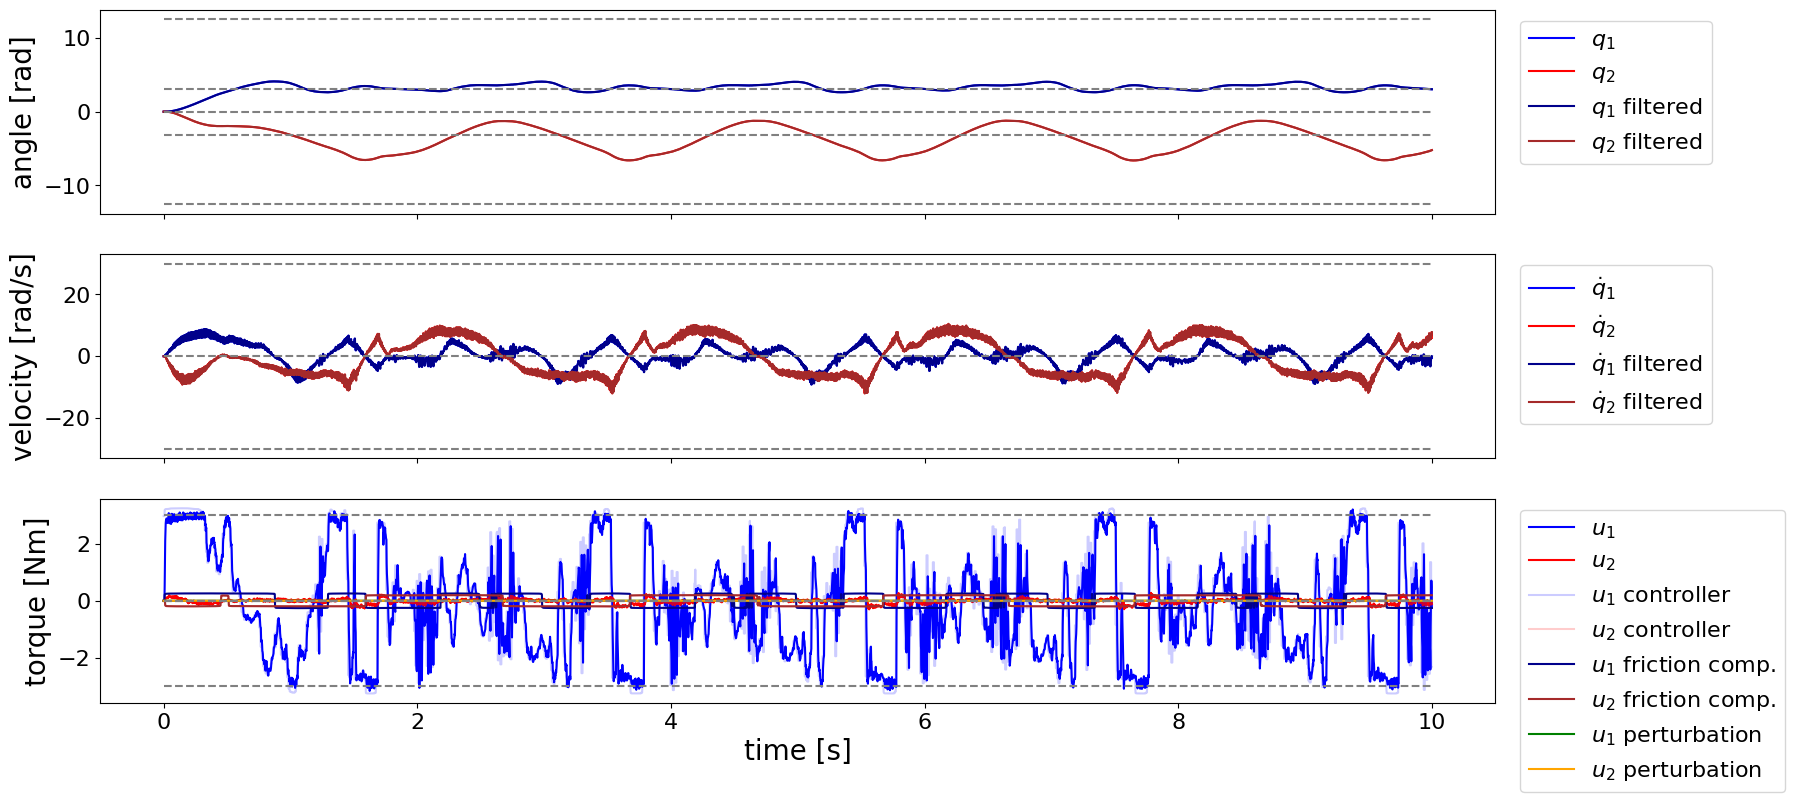 angle [rad]
10
0
−10
q₁
q₂
q₁ filtered
q₂ filtered
velocity [rad/s]
20
0
−20
q̇₁
q̇₂
q̇₁ filtered
q̇₂ filtered
torque [Nm]
2
0
−2
0 2 4 6 8 10
time [s]
u₁
u₂
u₁ controller
u₂ controller
u₁ friction comp.
u₂ friction comp.
u₁ perturbation
u₂ perturbation